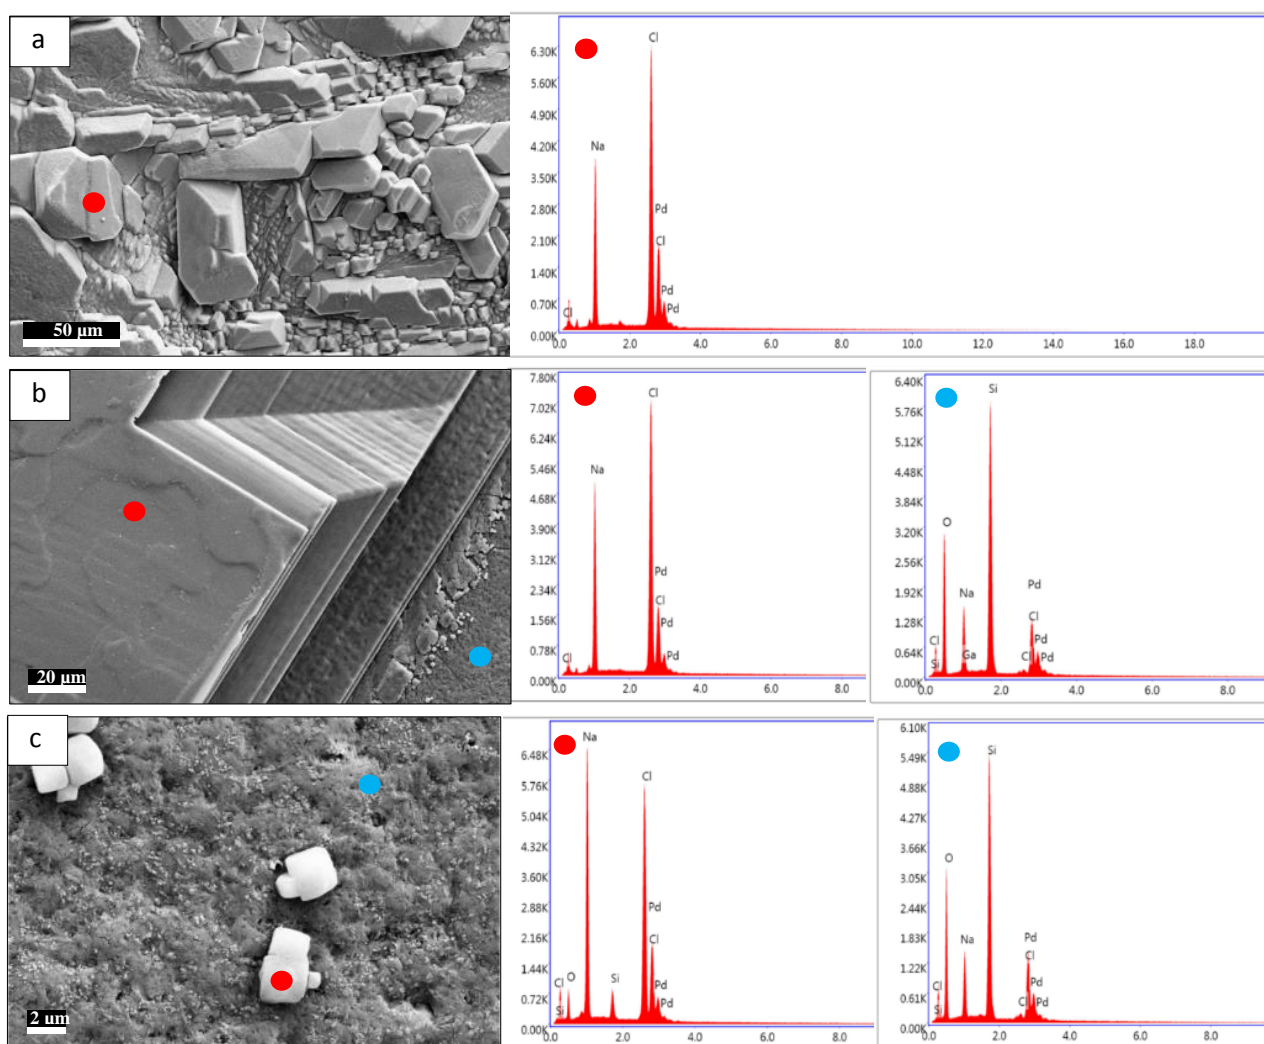 a
50 µm
6.30K
5.60K
4.90K
4.20K
3.50K
2.80K
2.10K
1.40K
0.70K
0.00K
Cl
Na
Pd
Cl
Pd
Pd
Cl
0.0 2.0 4.0 6.0 8.0 10.0 12.0 14.0 16.0 18.0
b
20 µm
7.80K
7.02K
6.24K
5.46K
4.68K
3.90K
3.12K
2.34K
1.56K
0.78K
0.00K
Cl
Na
Pd
Cl
Pd
Pd
Cl
0.0 2.0 4.0 6.0 8.0
6.40K
5.76K
5.12K
4.48K
3.84K
3.20K
2.56K
1.92K
1.28K
0.64K
0.00K
Si
O
Na
Pd
Cl
Pd
Cl
Ga
Cl
Pd
Si
0.0 2.0 4.0 6.0 8.0
c
2 µm
6.48K
5.76K
5.04K
4.32K
3.60K
2.88K
2.16K
1.44K
0.72K
0.00K
Na
Cl
Pd
Cl
Cl
O
Si
Pd
Pd
Si
0.0 2.0 4.0 6.0 8.0
6.10K
5.49K
4.88K
4.27K
3.66K
3.05K
2.44K
1.83K
1.22K
0.61K
0.00K
Si
O
Na
Pd
Cl
Cl
Pd
Cl
Pd
Si
0.0 2.0 4.0 6.0 8.0